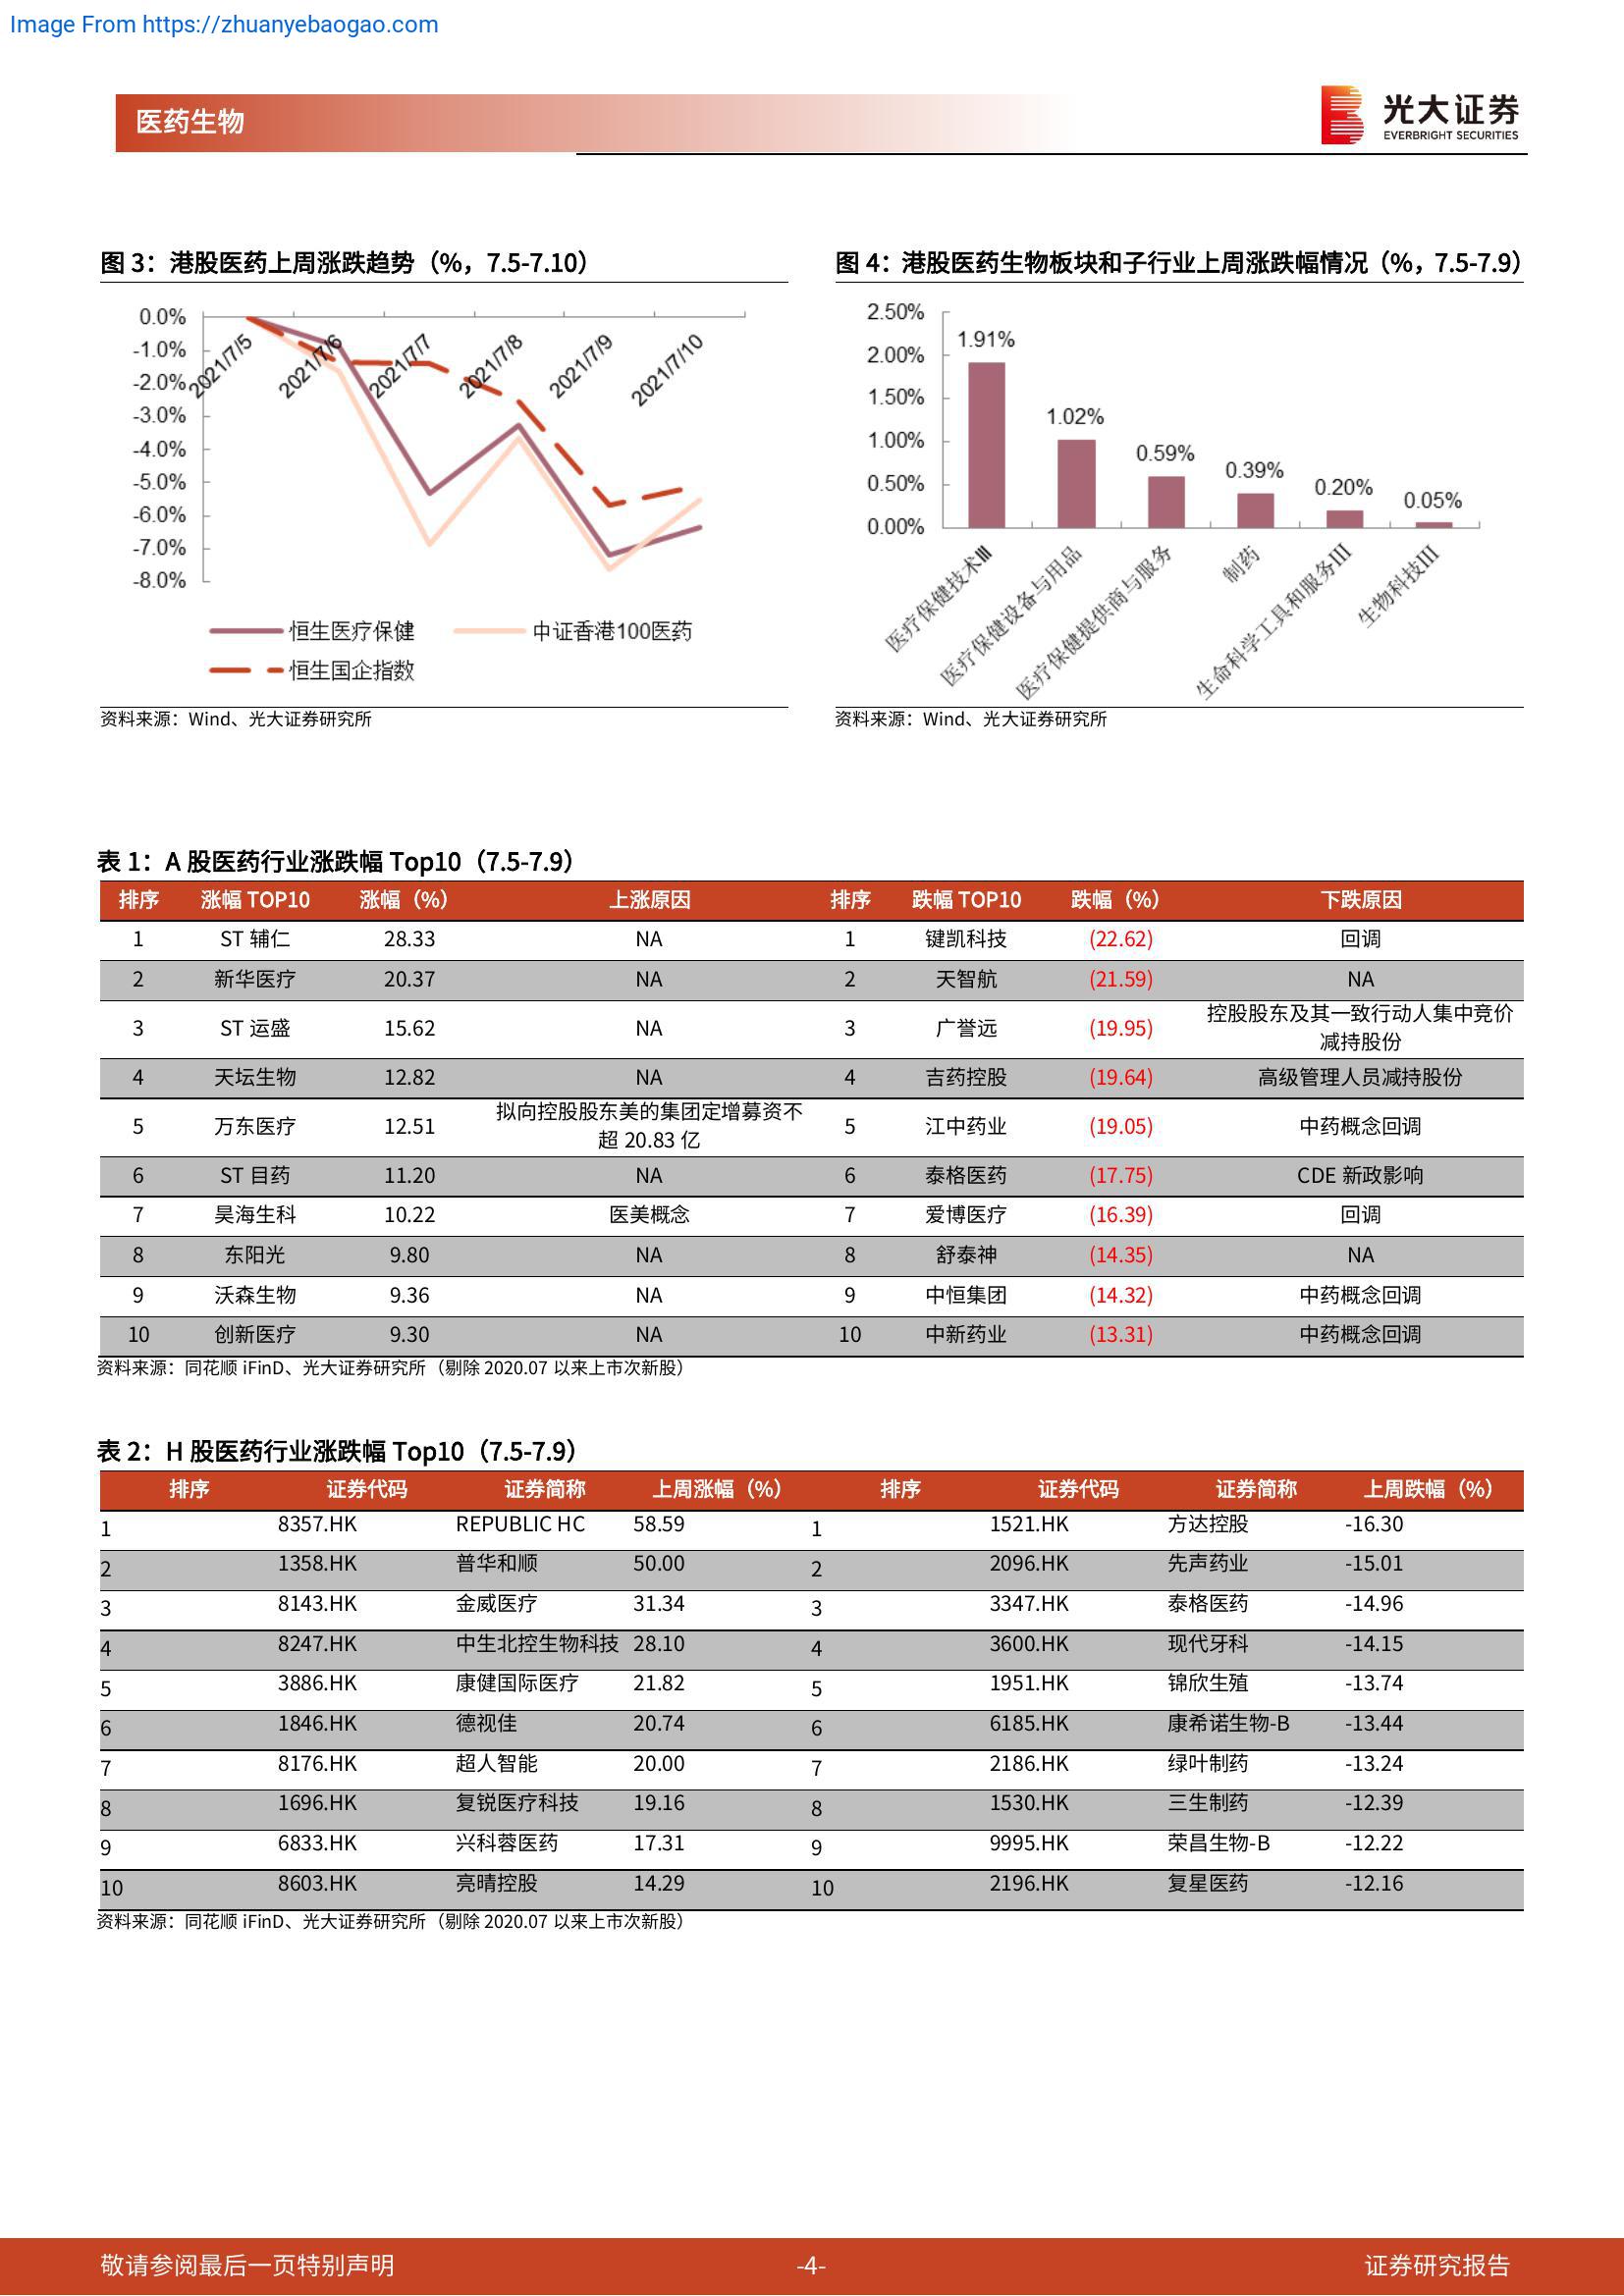 Image From https://zhuanyebaogao.com
医药生物
光大证券
EVERBRIGHT SECURITIES
图 3：港股医药上周涨跌趋势（%，7.5-7.10）
0.0%
-1.0%
-2.0%
-3.0%
-4.0%
-5.0%
-6.0%
-7.0%
-8.0%
2021/7/5
2021/7/6
2021/7/7
2021/7/8
2021/7/9
2021/7/10
恒生医疗保健
中证香港100医药
恒生国企指数
资料来源：Wind、光大证券研究所
图 4：港股医药生物板块和子行业上周涨跌幅情况（%，7.5-7.9）
2.50%
2.00%
1.50%
1.00%
0.50%
0.00%
1.91%
1.02%
0.59%
0.39%
0.20%
0.05%
医疗保健技术III
医疗保健设备与用品
医疗保健提供商与服务
制药
生命科学工具和服务III
生物科技III
资料来源：Wind、光大证券研究所
表 1：A 股医药行业涨跌幅 Top10（7.5-7.9）
排序 涨幅 TOP10 涨幅（%） 上涨原因 排序 跌幅 TOP10 跌幅（%） 下跌原因
1 ST 辅仁 28.33 NA 1 键凯科技 (22.62) 回调
2 新华医疗 20.37 NA 2 天智航 (21.59) NA
3 ST 运盛 15.62 NA 3 广誉远 (19.95) 控股股东及其一致行动人集中竞价
减持股份
4 天坛生物 12.82 NA 4 吉药控股 (19.64) 高级管理人员减持股份
5 万东医疗 12.51 拟向控股股东美的集团定增募资不
超 20.83 亿 5 江中药业 (19.05) 中药概念回调
6 ST 目药 11.20 NA 6 泰格医药 (17.75) CDE 新政影响
7 昊海生科 10.22 医美概念 7 爱博医疗 (16.39) 回调
8 东阳光 9.80 NA 8 舒泰神 (14.35) NA
9 沃森生物 9.36 NA 9 中恒集团 (14.32) 中药概念回调
10 创新医疗 9.30 NA 10 中新药业 (13.31) 中药概念回调
资料来源：同花顺 iFinD、光大证券研究所（剔除 2020.07 以来上市次新股）
表 2：H 股医药行业涨跌幅 Top10（7.5-7.9）
排序 证券代码 证券简称 上周涨幅（%） 排序 证券代码 证券简称 上周跌幅（%）
1 8357.HK REPUBLIC HC 58.59 1 1521.HK 方达控股 -16.30
2 1358.HK 普华和顺 50.00 2 2096.HK 先声药业 -15.01
3 8143.HK 金威医疗 31.34 3 3347.HK 泰格医药 -14.96
4 8247.HK 中生北控生物科技 28.10 4 3600.HK 现代牙科 -14.15
5 3886.HK 康健国际医疗 21.82 5 1951.HK 锦欣生殖 -13.74
6 1846.HK 德视佳 20.74 6 6185.HK 康希诺生物-B -13.44
7 8176.HK 超人智能 20.00 7 2186.HK 绿叶制药 -13.24
8 1696.HK 复锐医疗科技 19.16 8 1530.HK 三生制药 -12.39
9 6833.HK 兴科蓉医药 17.31 9 9995.HK 荣昌生物-B -12.22
10 8603.HK 亮晴控股 14.29 10 2196.HK 复星医药 -12.16
资料来源：同花顺 iFinD、光大证券研究所（剔除 2020.07 以来上市次新股）
敬请参阅最后一页特别声明 -4- 证券研究报告